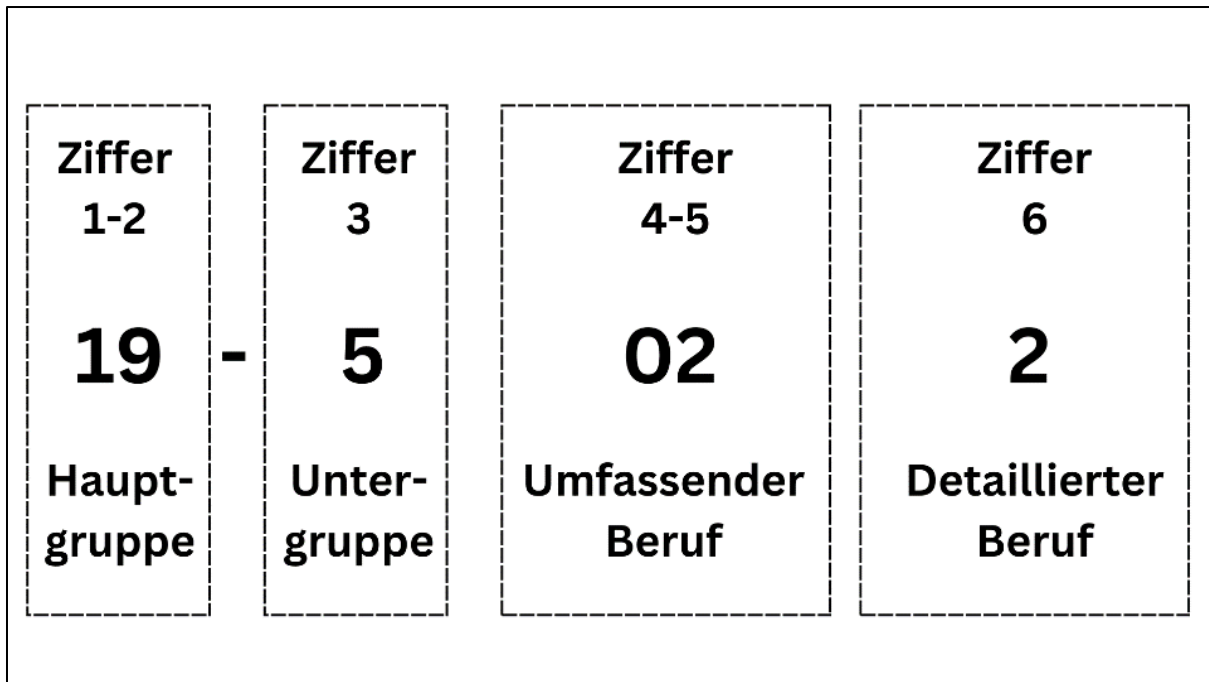 Ziffer
1-2
19
Haupt-
gruppe
-
Ziffer
3
5
Unter-
gruppe
Ziffer
4-5
02
Umfassender
Beruf
Ziffer
6
2
Detaillierter
Beruf